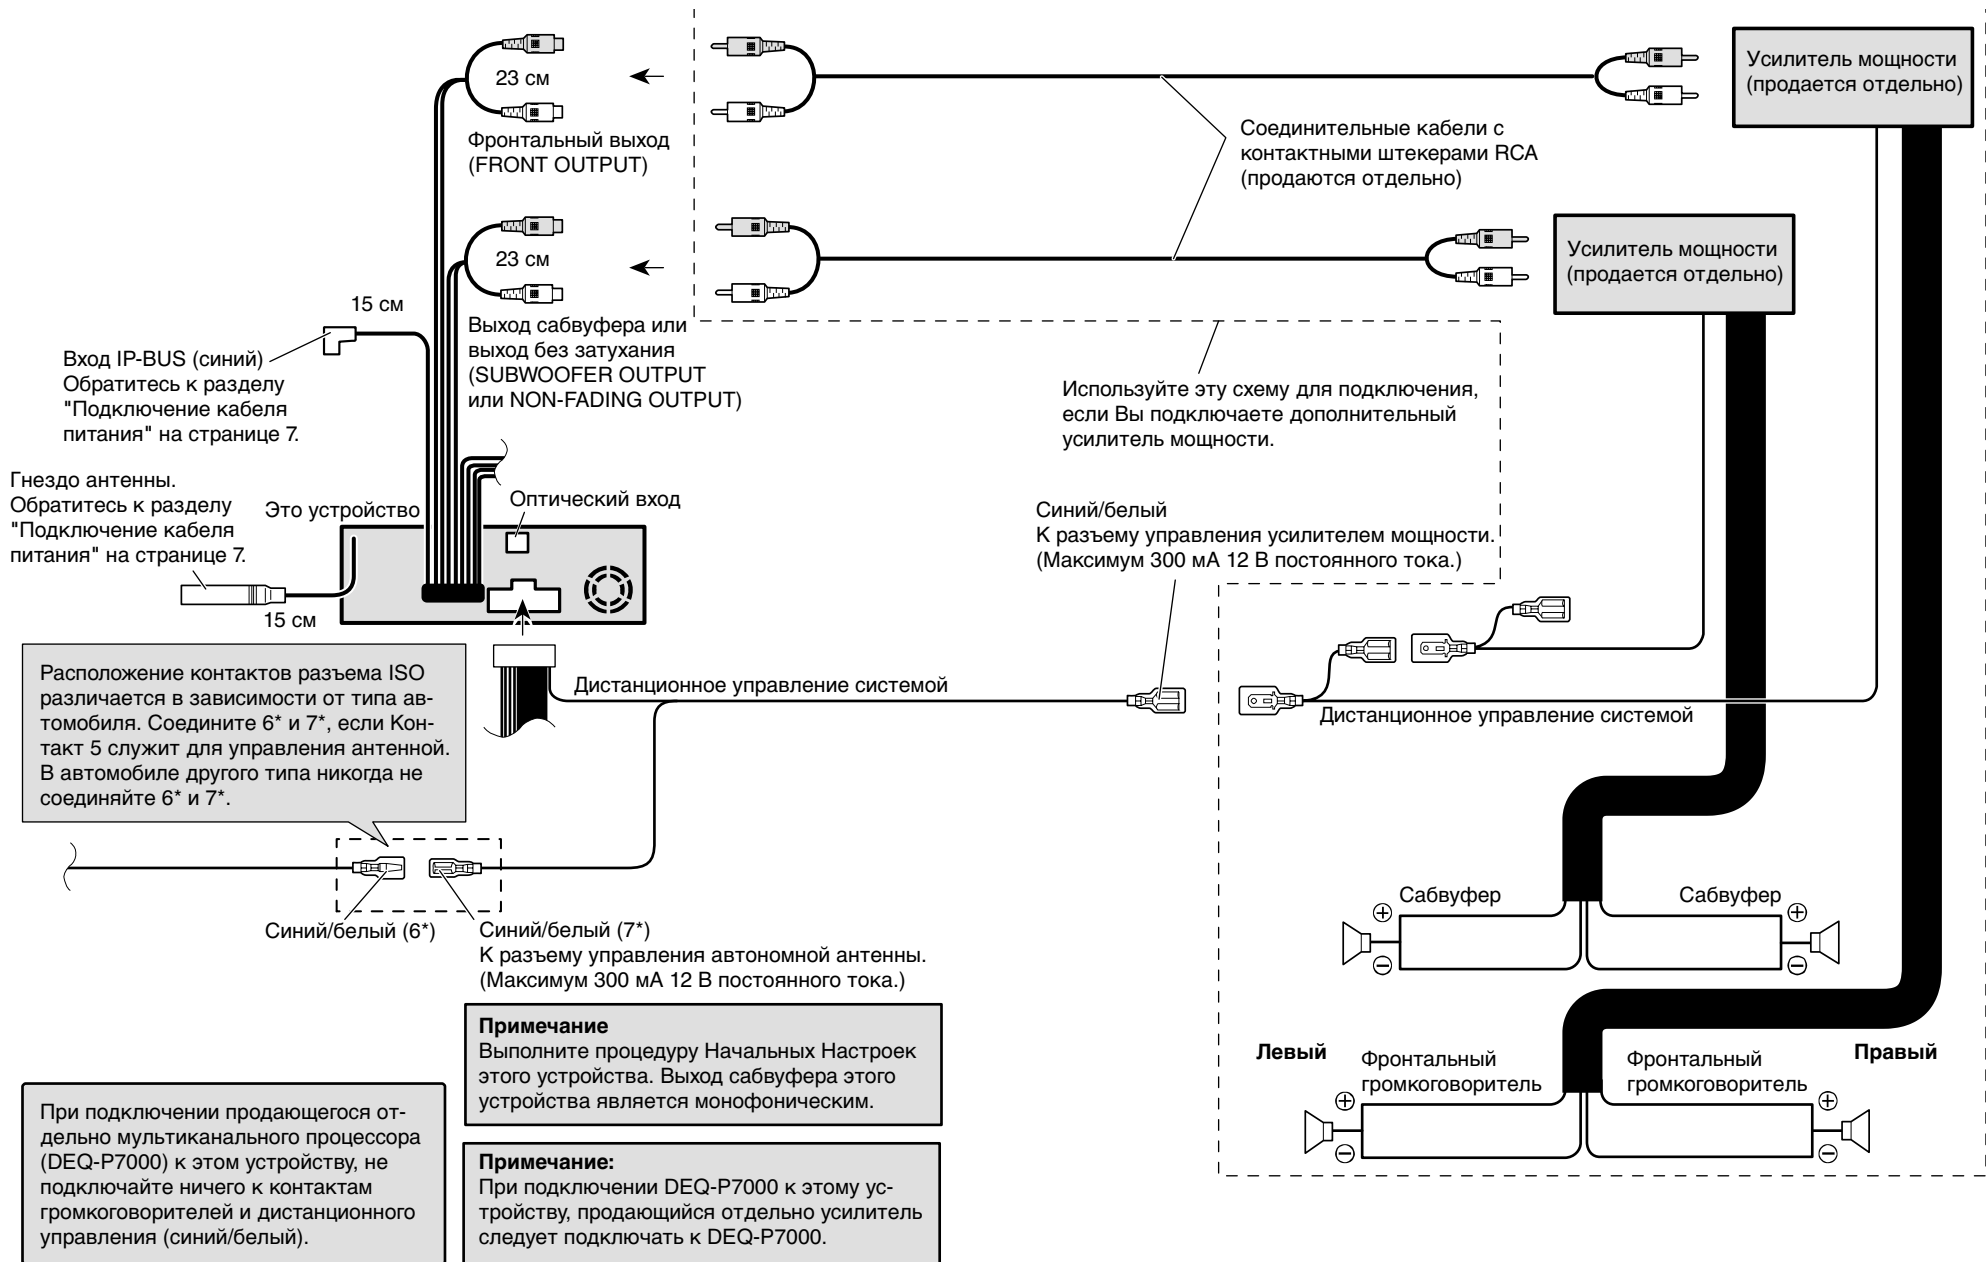 23 см
Фронтальный выход
(FRONT OUTPUT)
Соединительные кабели с
контактными штекерами RCA
(продаются отдельно)
Усилитель мощности
(продается отдельно)
23 см
Усилитель мощности
(продается отдельно)
15 см
Выход сабвуфера или
выход без затухания
(SUBWOOFER OUTPUT
или NON-FADING OUTPUT)
Вход IP-BUS (синий)
Обратитесь к разделу
"Подключение кабеля
питания" на странице 7.
Используйте эту схему для подключения,
если Вы подключаете дополнительный
усилитель мощности.
Гнездо антенны.
Обратитесь к разделу
"Подключение кабеля
питания" на странице 7.
Это устройство
Оптический вход
15 см
Синий/белый
К разъему управления усилителем мощности.
(Максимум 300 мА 12 В постоянного тока.)
Расположение контактов разъема ISO
различается в зависимости от типа ав-
томобиля. Соедините 6* и 7*, если Кон-
такт 5 служит для управления антенной.
В автомобиле другого типа никогда не
соединяйте 6* и 7*.
Дистанционное управление системой
Дистанционное управление системой
Синий/белый (6*)
Синий/белый (7*)
К разъему управления автономной антенны.
(Максимум 300 мА 12 В постоянного тока.)
Сабвуфер
Сабвуфер
⊕
⊖
⊕
⊖
Левый
Фронтальный
громкоговоритель
Фронтальный
громкоговоритель
Правый
⊕
⊖
⊕
⊖
Примечание
Выполните процедуру Начальных Настроек
этого устройства. Выход сабвуфера этого
устройства является монофоническим.
При подключении продающегося от-
дельно мультиканального процессора
(DEQ-P7000) к этом устройству, не
подключайте ничего к контактам
громкоговорителей и дистанционного
управления (синий/белый).
Примечание:
При подключении DEQ-P7000 к этому ус-
тройству, продающийся отдельно усилитель
следует подключать к DEQ-P7000.